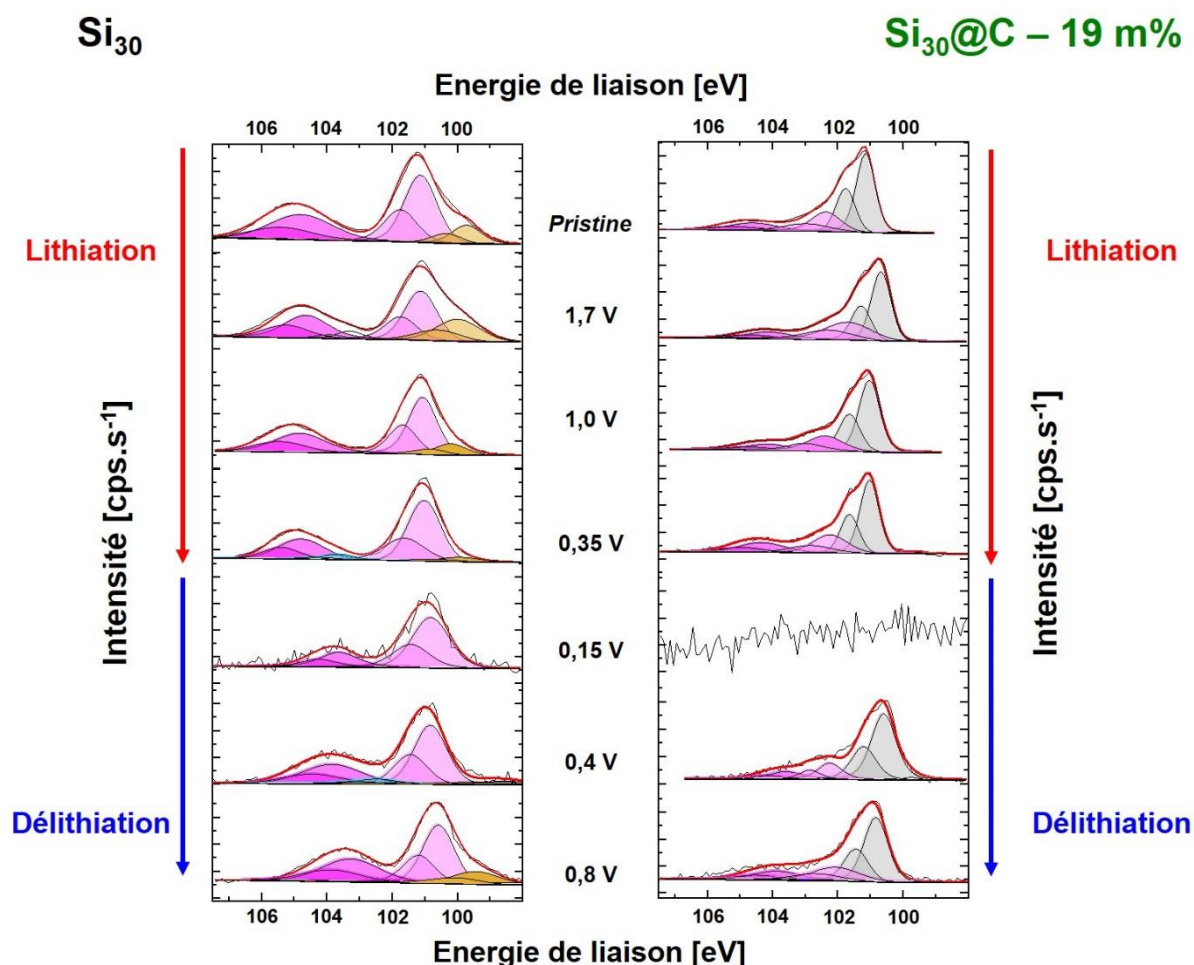 Si₃₀
Si₃₀@C – 19 m%
Energie de liaison [eV]
106 104 102 100
106 104 102 100
Pristine
Lithiation
Lithiation
1,7 V
1,0 V
Intensité [cps.s⁻¹]
Intensité [cps.s⁻¹]
0,35 V
0,15 V
0,4 V
Délithiation
Délithiation
0,8 V
106 104 102 100
106 104 102 100
Energie de liaison [eV]